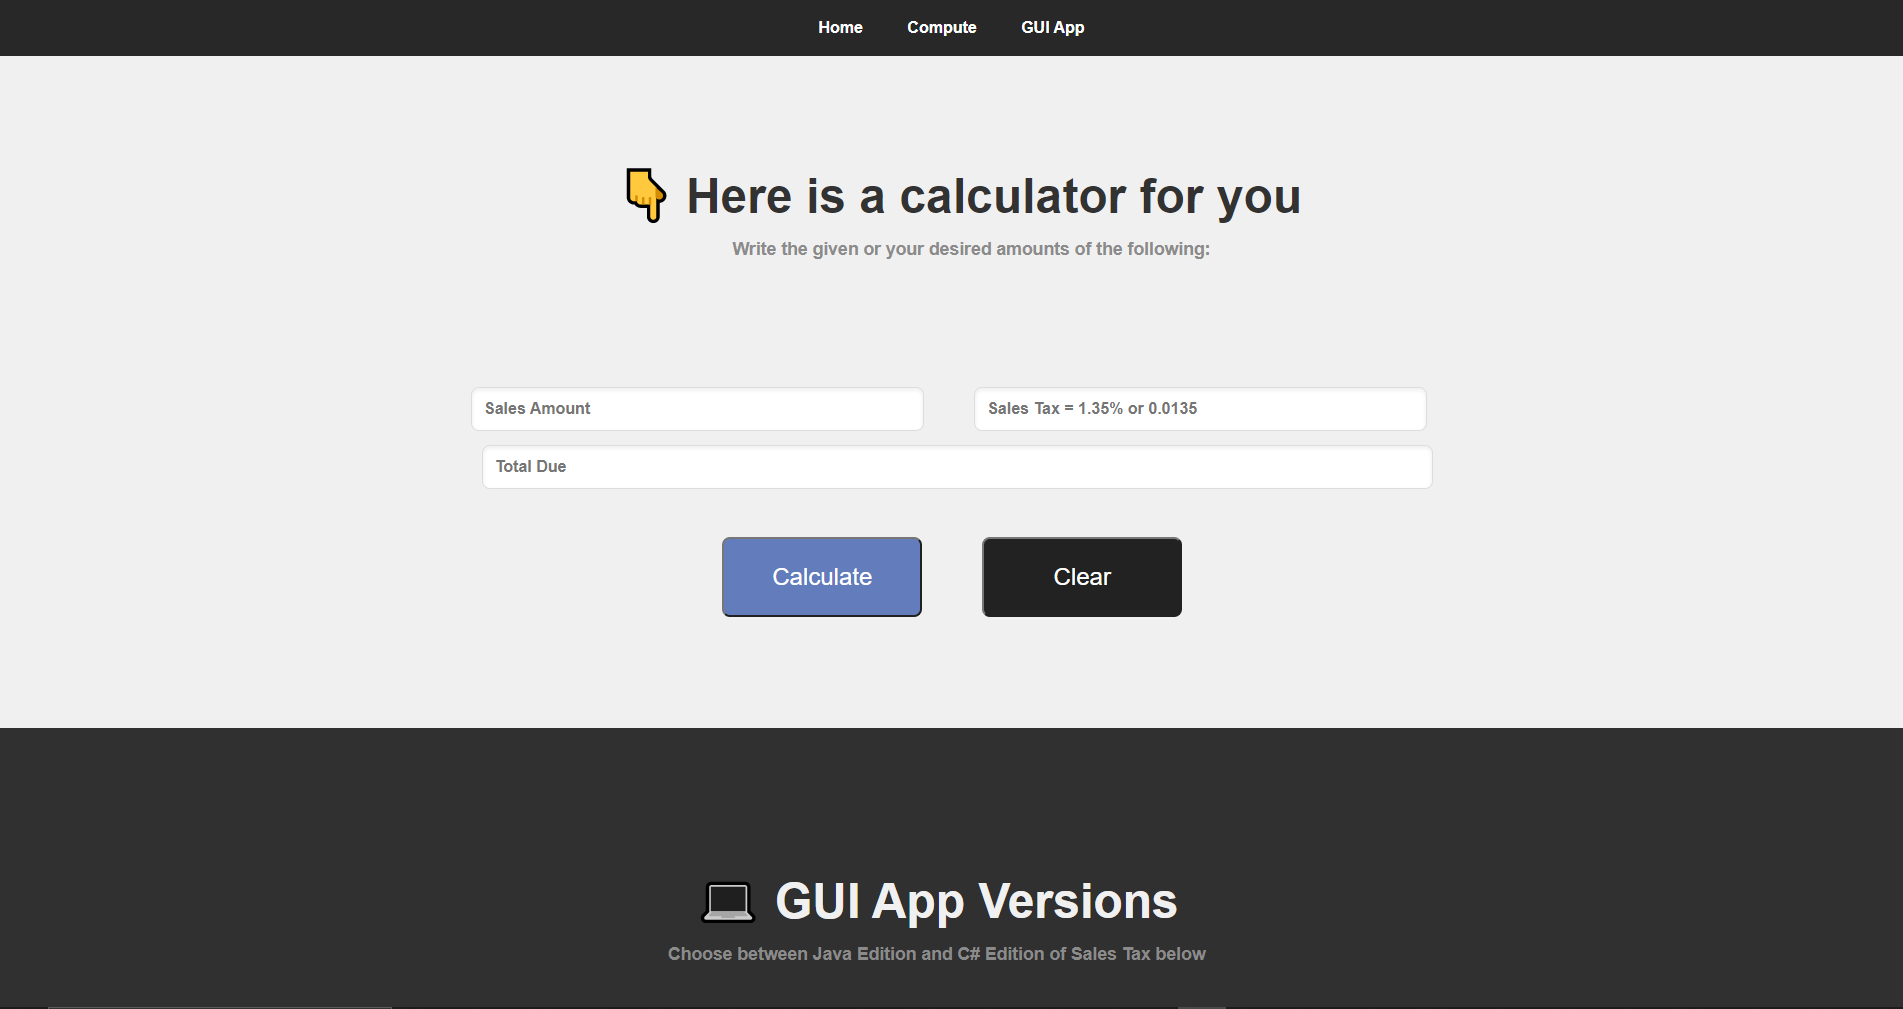 Home Compute GUI App
Here is a calculator for you
Write the given or your desired amounts of the following:
Sales Amount
Sales Tax = 1.35% or 0.0135
Total Due
Calculate
Clear
GUI App Versions
Choose between Java Edition and C# Edition of Sales Tax below